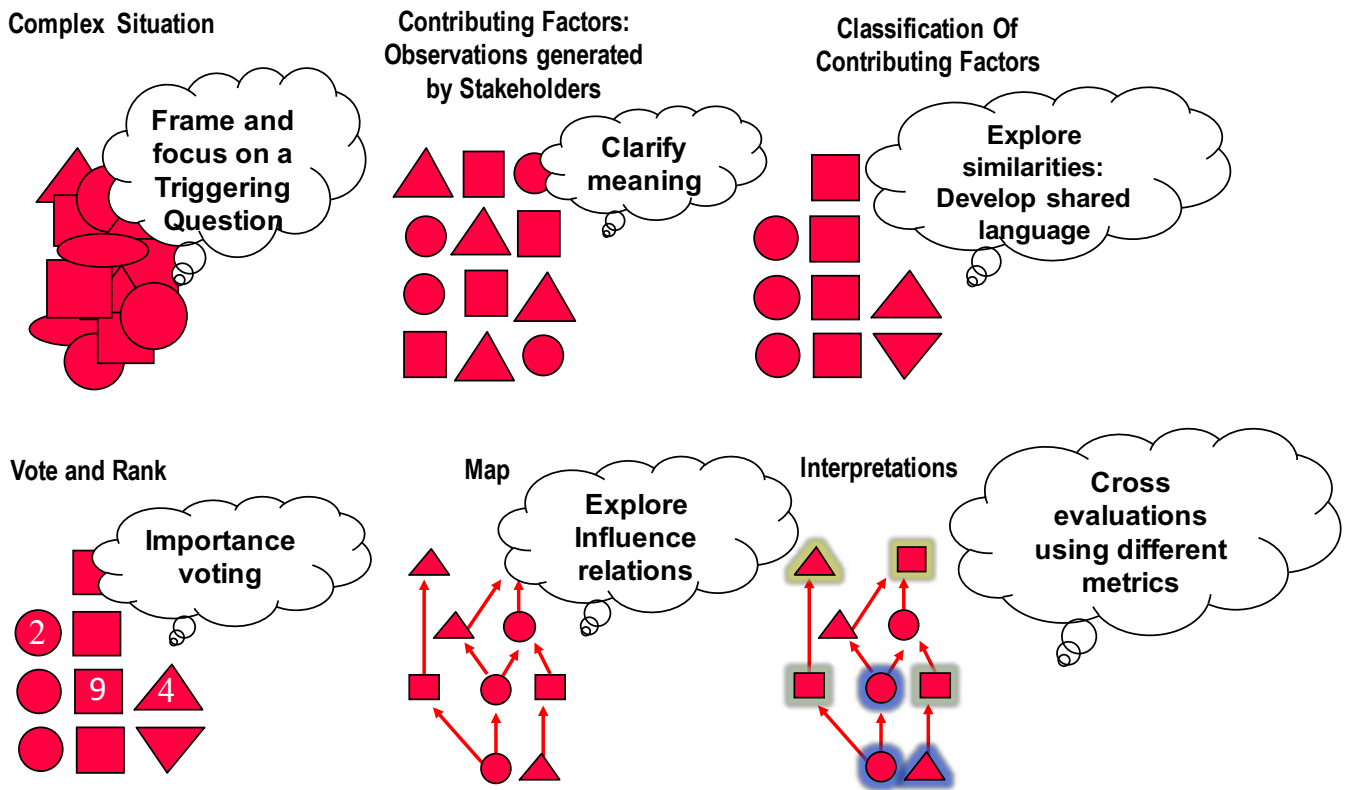 Complex Situation
Frame and
focus on a
Triggering
Question
Contributing Factors:
Observations generated
by Stakeholders
Clarify
meaning
Classification Of
Contributing Factors
Explore
similarities:
Develop shared
language
Vote and Rank
Importance
voting
2
9
4
Map
Explore
Influence
relations
Interpretations
Cross
evaluations
using different
metrics